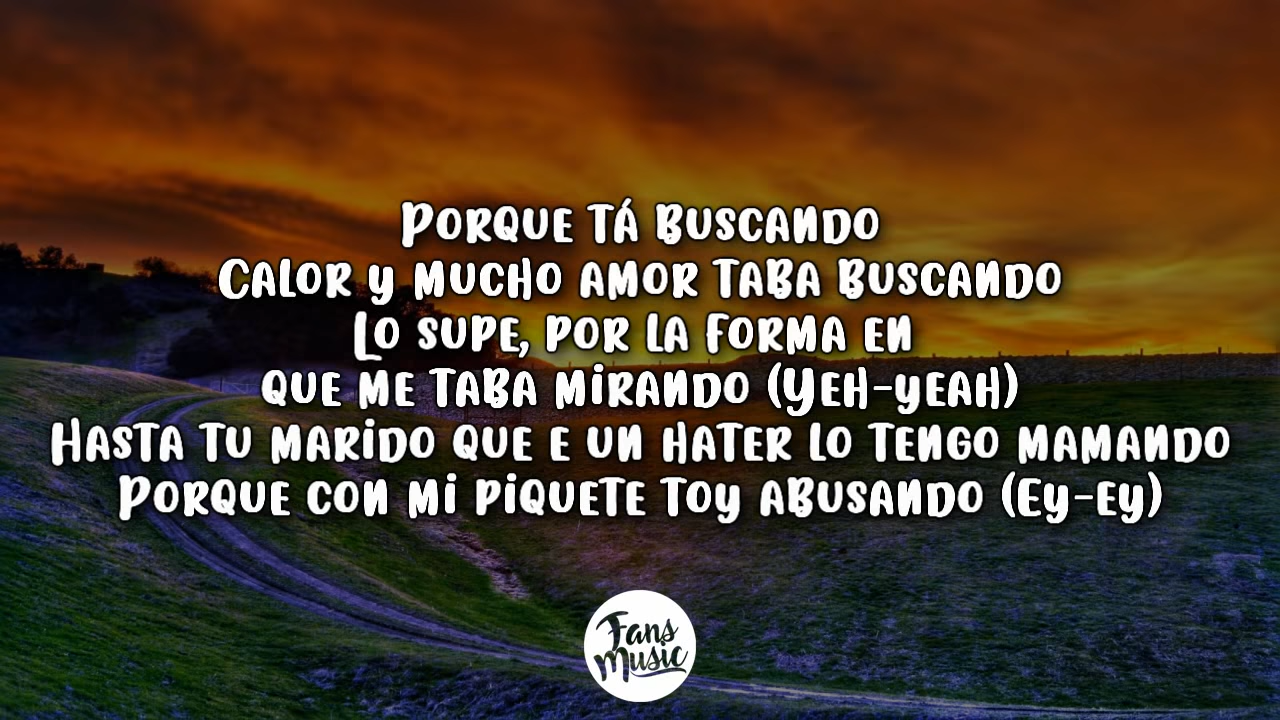 Porque tá buscando
Calor y mucho amor taba buscando
Lo supe, por la forma en
que me taba mirando (Yeh-yeah)
Hasta tu marido que e un hater lo tengo mamando
Porque con mi piquete toy abusando (Ey-ey)
Fans
Music